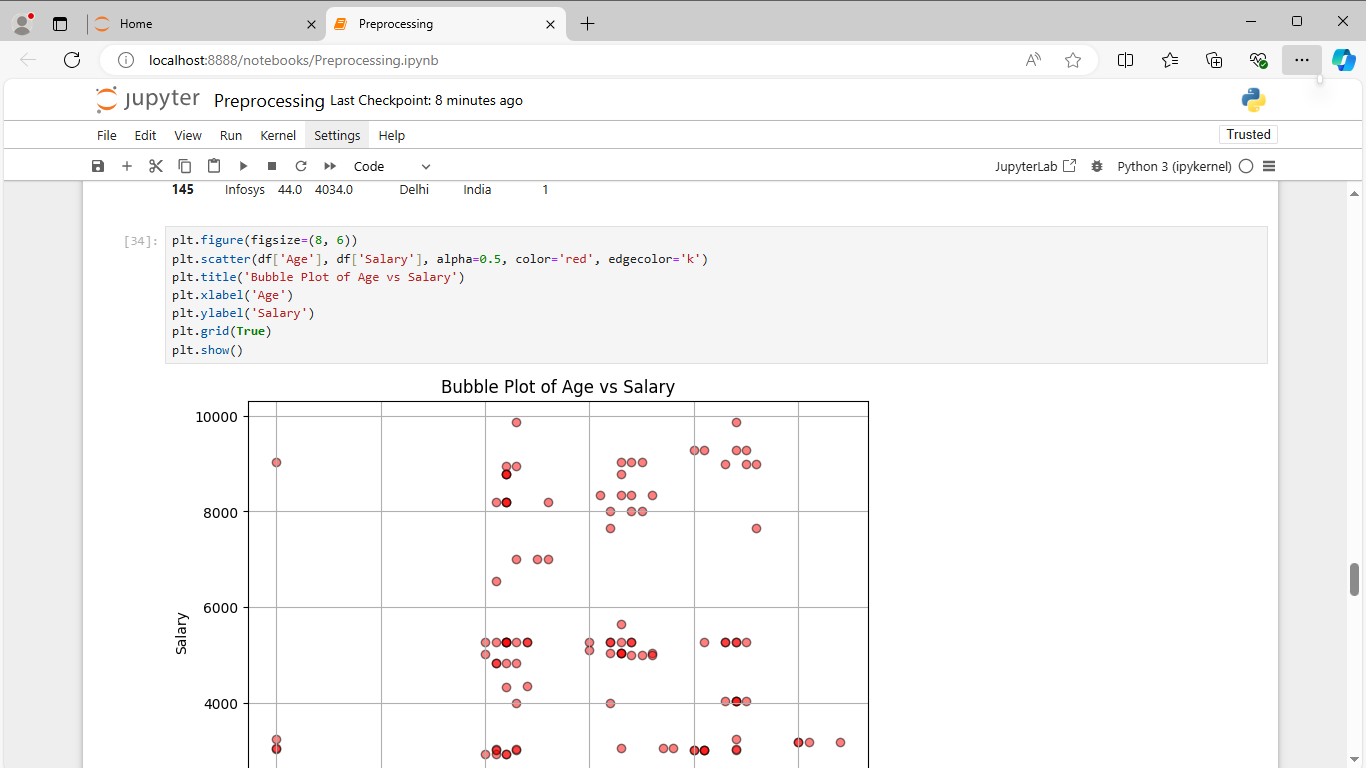 Home
Preprocessing
localhost:8888/notebooks/Preprocessing.ipynb
jupyter Preprocessing Last Checkpoint: 8 minutes ago
File Edit View Run Kernel Settings Help
Trusted
Code
JupyterLab
Python 3 (ipykernel)
145 Infosys 44.0 4034.0 Delhi India 1
[34]:
plt.figure(figsize=(8, 6))
plt.scatter(df['Age'], df['Salary'], alpha=0.5, color='red', edgecolor='k')
plt.title('Bubble Plot of Age vs Salary')
plt.xlabel('Age')
plt.ylabel('Salary')
plt.grid(True)
plt.show()
Bubble Plot of Age vs Salary
10000
8000
6000
Salary
4000